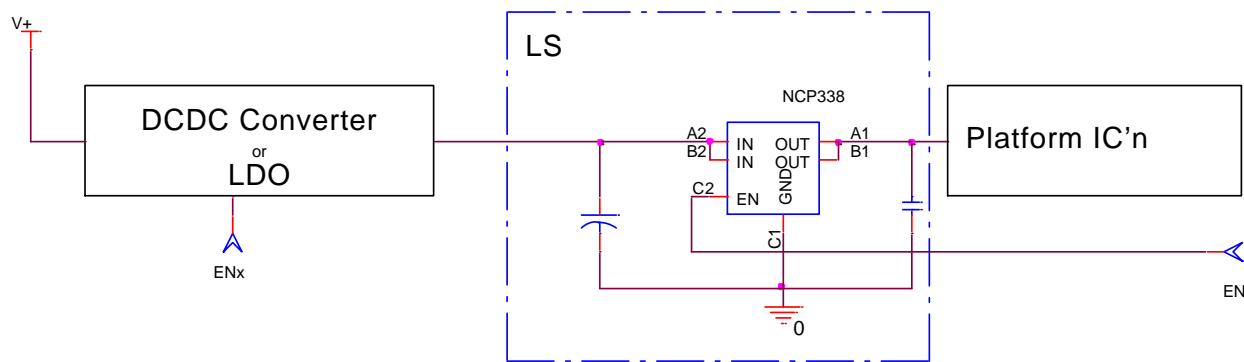 V+
LS
NCP338
DCDC Converter
or
LDO
A2
B2
IN
IN
OUT
OUT
A1
B1
Platform IC'n
C2
EN
GND
C1
ENx
EN
0